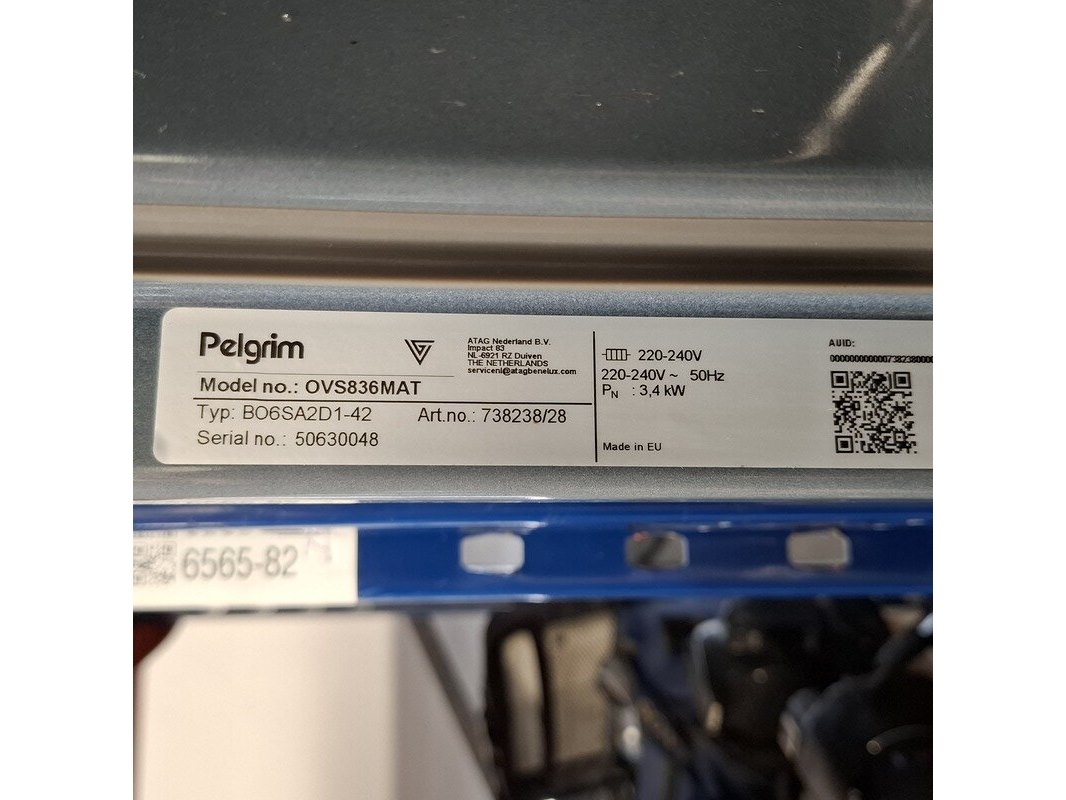 Pelgrim
ATAG Nederland B.V.
Impact 83
NL-6921 RZ Duiven
THE NETHERLANDS
servicenl@atagbenelux.com
Model no.: OVS836MAT
Typ: BO6SA2D1-42 Art.no.: 738238/28
Serial no.: 50630048
220-240V
220-240V ~ 50Hz
PN : 3,4 kW
Made in EU
AUID:
6565-82